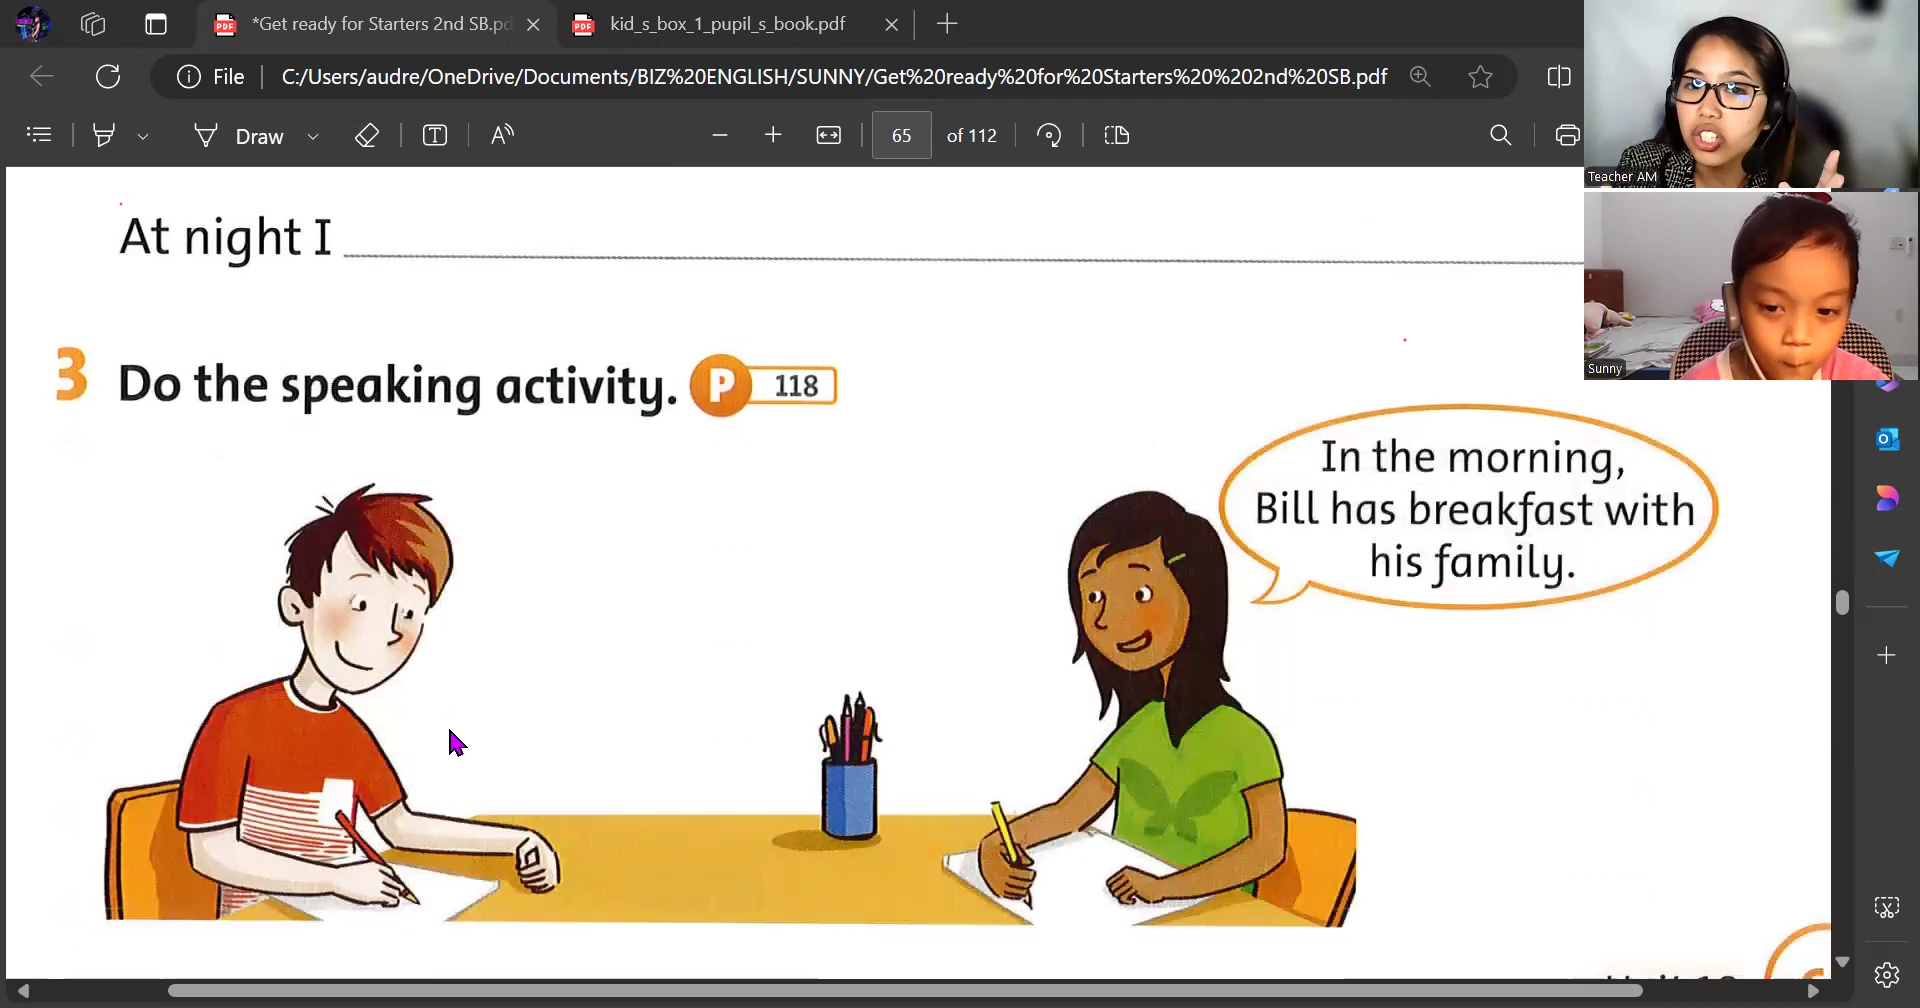 *Get ready for Starters 2nd SB.pd
kid_s_box_1_pupil_s_book.pdf
File
C:/Users/audre/OneDrive/Documents/BIZ%20ENGLISH/SUNNY/Get%20ready%20for%20Starters%20%202nd%20SB.pdf
Draw
65 of 112
Teacher AM
Sunny
At night I
3 Do the speaking activity. P 118
In the morning,
Bill has breakfast with
his family.